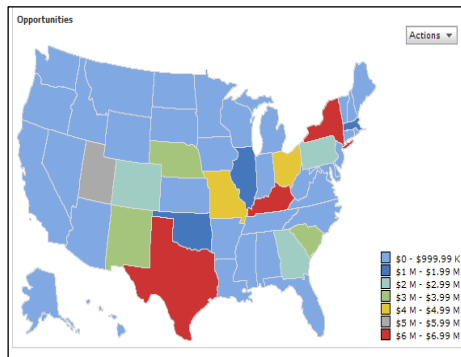 Opportunities
Actions
$0 - $999.99 K
$1 M - $1.99 M
$2 M - $2.99 M
$3 M - $3.99 M
$4 M - $4.99 M
$5 M - $5.99 M
$6 M - $6.99 M